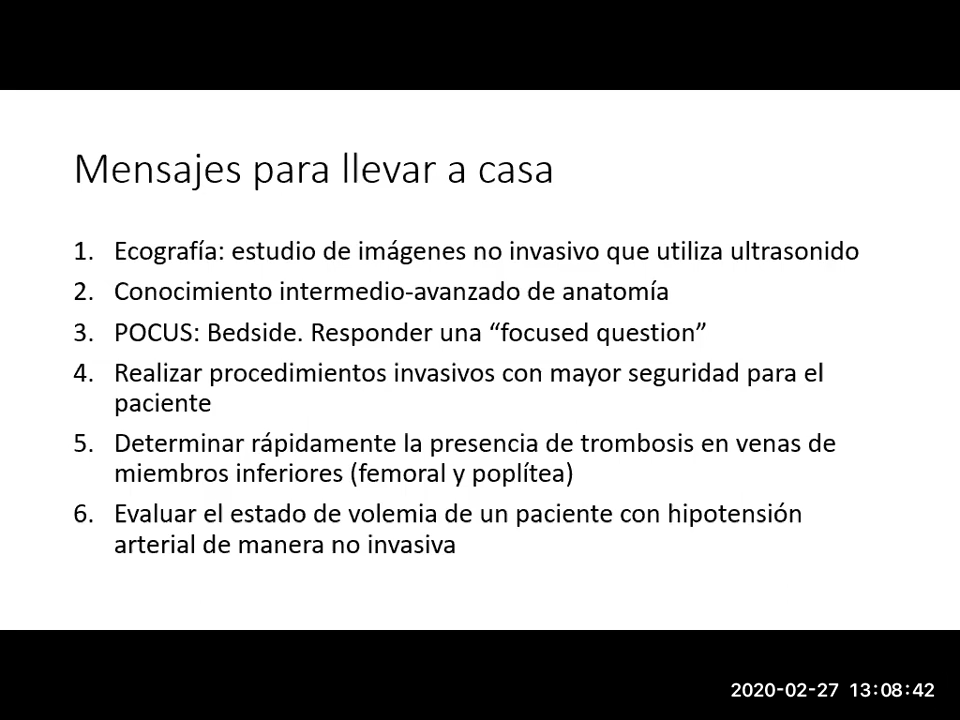 Mensajes para llevar a casa
1. Ecografía: estudio de imágenes no invasivo que utiliza ultrasonido
2. Conocimiento intermedio-avanzado de anatomía
3. POCUS: Bedside. Responder una “focused question”
4. Realizar procedimientos invasivos con mayor seguridad para el
paciente
5. Determinar rápidamente la presencia de trombosis en venas de
miembros inferiores (femoral y poplítea)
6. Evaluar el estado de volemia de un paciente con hipotensión
arterial de manera no invasiva
2020-02-27 13:08:42